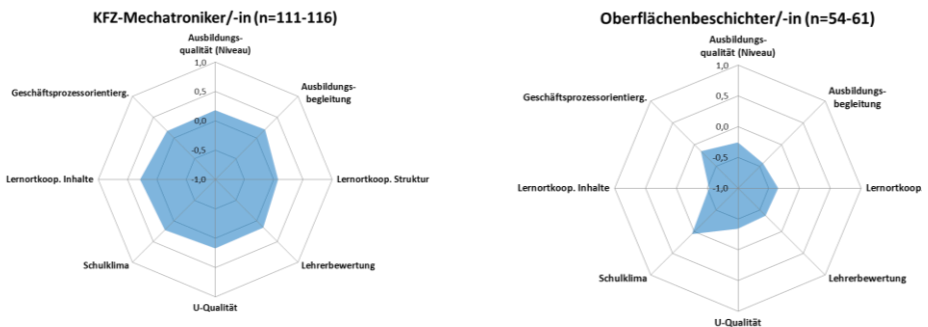 KFZ-Mechatroniker/-in (n=111-116)
Ausbildungs-
qualität (Niveau)
1,0
0,5
0,0
-0,5
-1,0
Ausbildungs-
begleitung
Lernortkoop. Struktur
Lehrerbewertung
U-Qualität
Schulklima
Lernortkoop. Inhalte
Geschäftsprozessorientierg.
Oberflächenbeschichter/-in (n=54-61)
Ausbildungs-
qualität (Niveau)
1,0
0,5
0,0
-0,5
-1,0
Ausbildungs-
begleitung
Lernortkoop
Lehrerbewertung
U-Qualität
Schulklima
Lernortkoop. Inhalte
Geschäftsprozessorientierg.